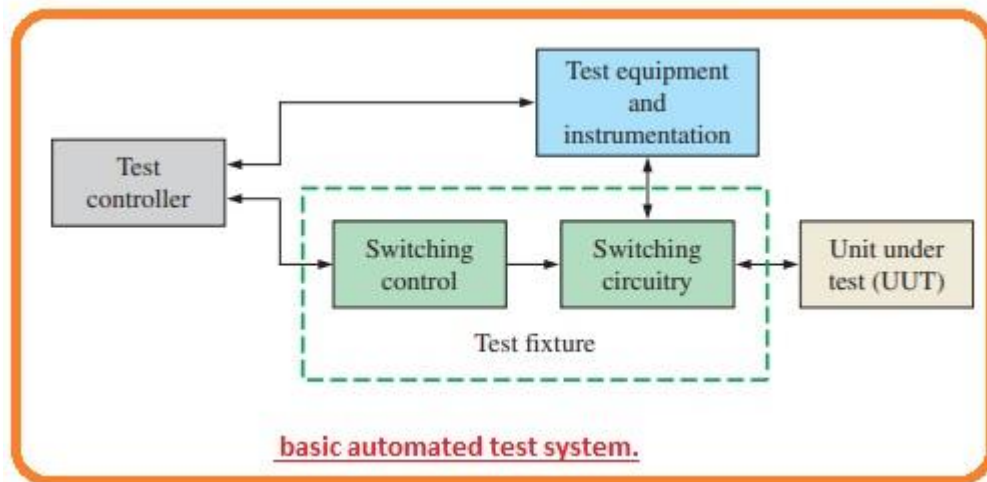 Test equipment
and
instrumentation
Test
controller
Switching
control
Switching
circuitry
Unit under
test (UUT)
Test fixture
basic automated test system.